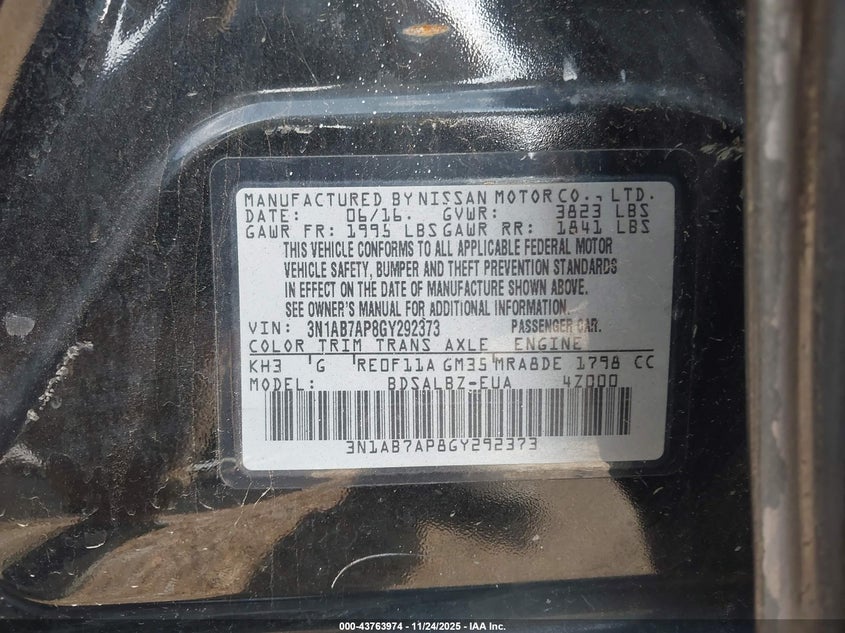 MANUFACTURED BY NISSAN MOTOR CO., LTD.
DATE: 06/16. GVWR: 3823 LBS
GAWR FR: 1995 LBS GAWR RR: 1841 LBS
THIS VEHICLE CONFORMS TO ALL APPLICABLE FEDERAL MOTOR
VEHICLE SAFETY, BUMPER AND THEFT PREVENTION STANDARDS
IN EFFECT ON THE DATE OF MANUFACTURE SHOWN ABOVE.
SEE OWNER'S MANUAL FOR ADDITIONAL INFORMATION.
VIN: 3N1AB7AP8GY292373 PASSENGER CAR.
COLOR TRIM TRANS AXLE ENGINE
KH3 'G 'RE0F11A GM35'MRA8DE 1798 CC
MODEL: BDSALBZ-EUA 4Z000
3N1AB7AP8GY292373
000-43763974 - 11/24/2025 - IAA Inc.